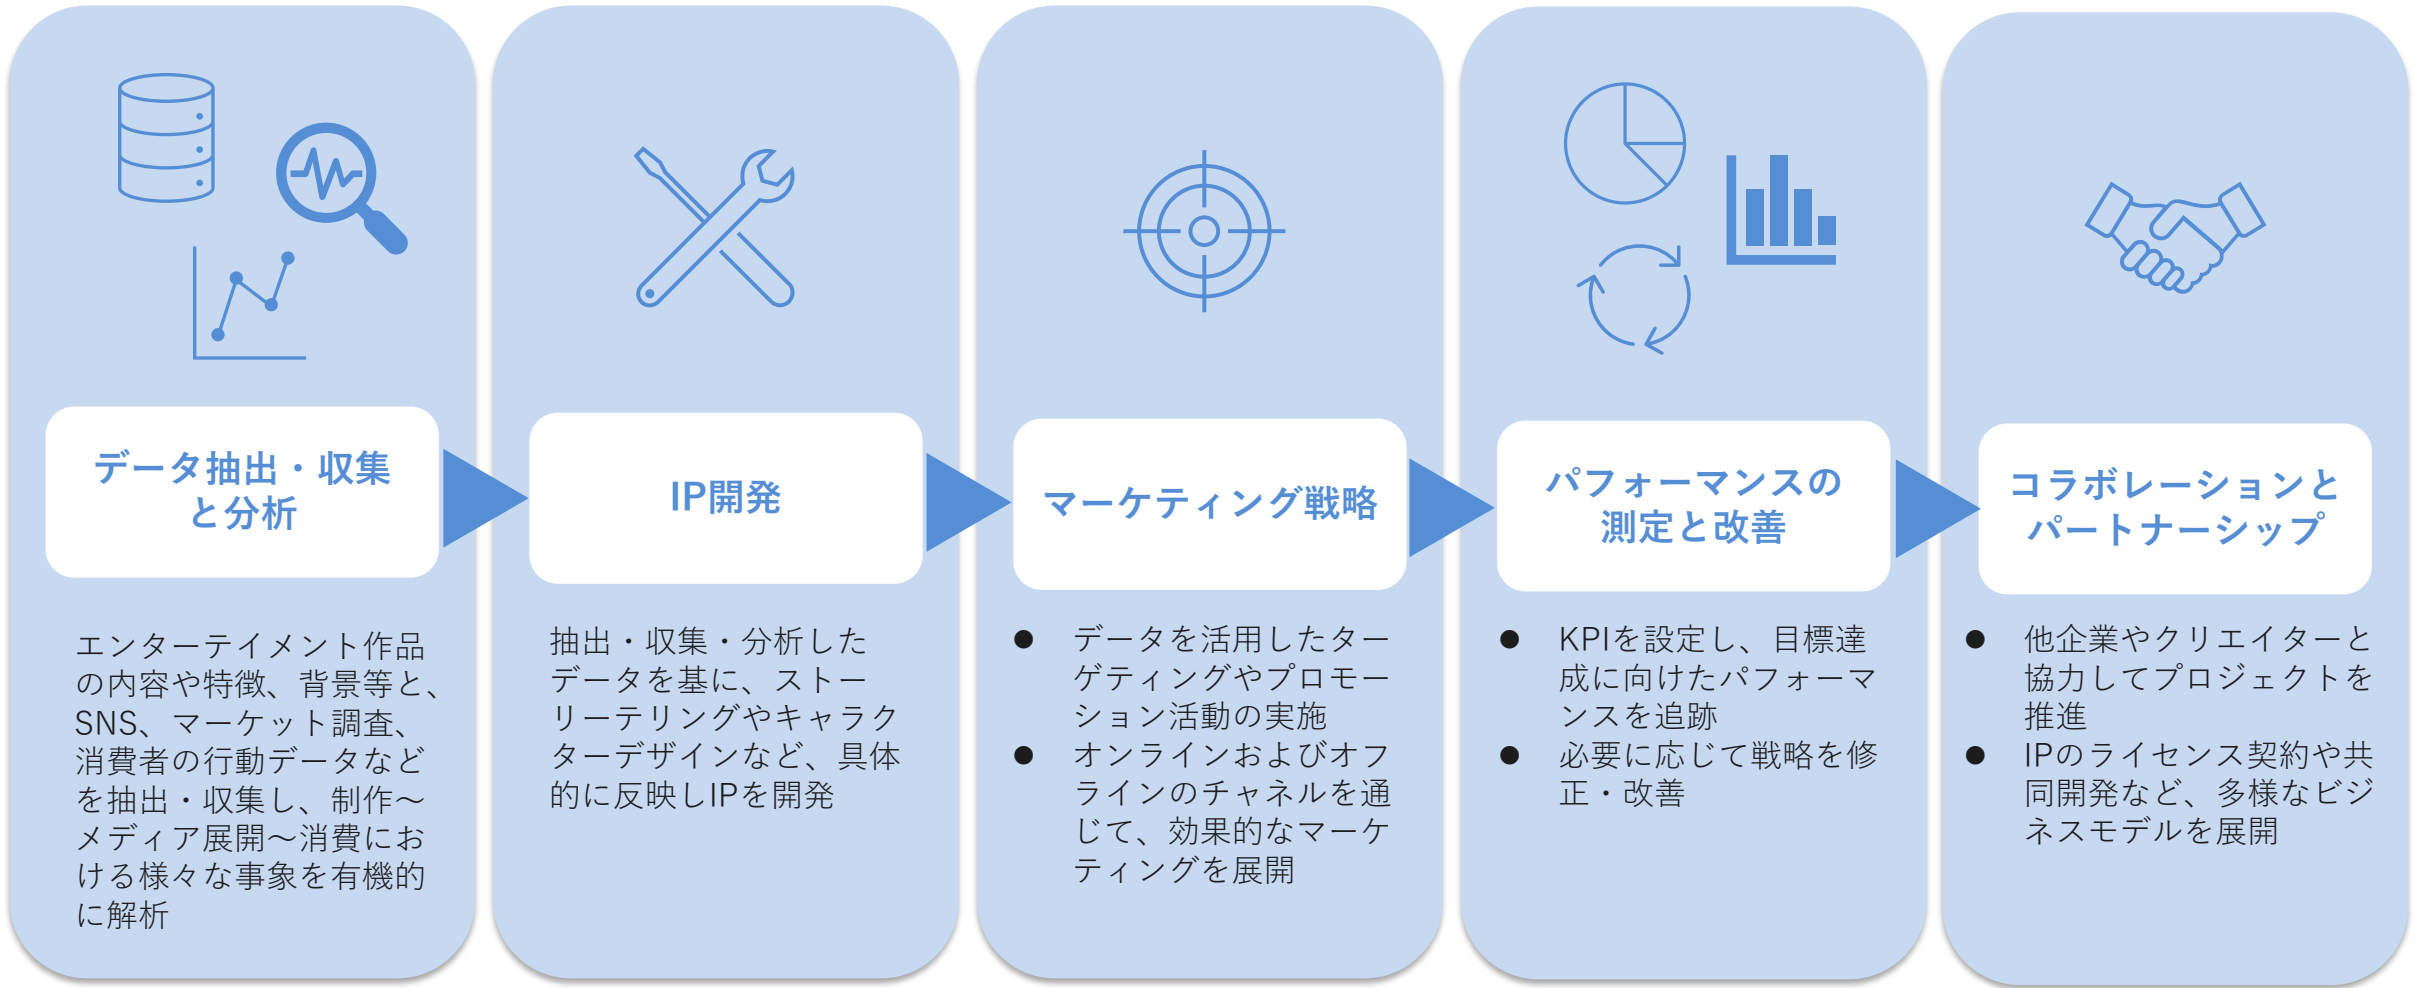 データ抽出・収集
と分析
エンターテイメント作品
の内容や特徴、背景等と、
SNS、マーケット調査、
消費者の行動データなど
を抽出・収集し、制作～
メディア展開～消費にお
ける様々な事象を有機的
に解析
IP開発
抽出・収集・分析した
データを基に、ストー
リーテリングやキャラク
ターデザインなど、具体
的に反映しIPを開発
マーケティング戦略
● データを活用したター
ゲティングやプロモー
ション活動の実施
● オンラインおよびオフ
ラインのチャネルを通
じて、効果的なマーケ
ティングを展開
パフォーマンスの
測定と改善
● KPIを設定し、目標達
成に向けたパフォーマ
ンスを追跡
● 必要に応じて戦略を修
正・改善
コラボレーションと
パートナーシップ
● 他企業やクリエイターと
協力してプロジェクトを
推進
● IPのライセンス契約や共
同開発など、多様なビジ
ネスモデルを展開